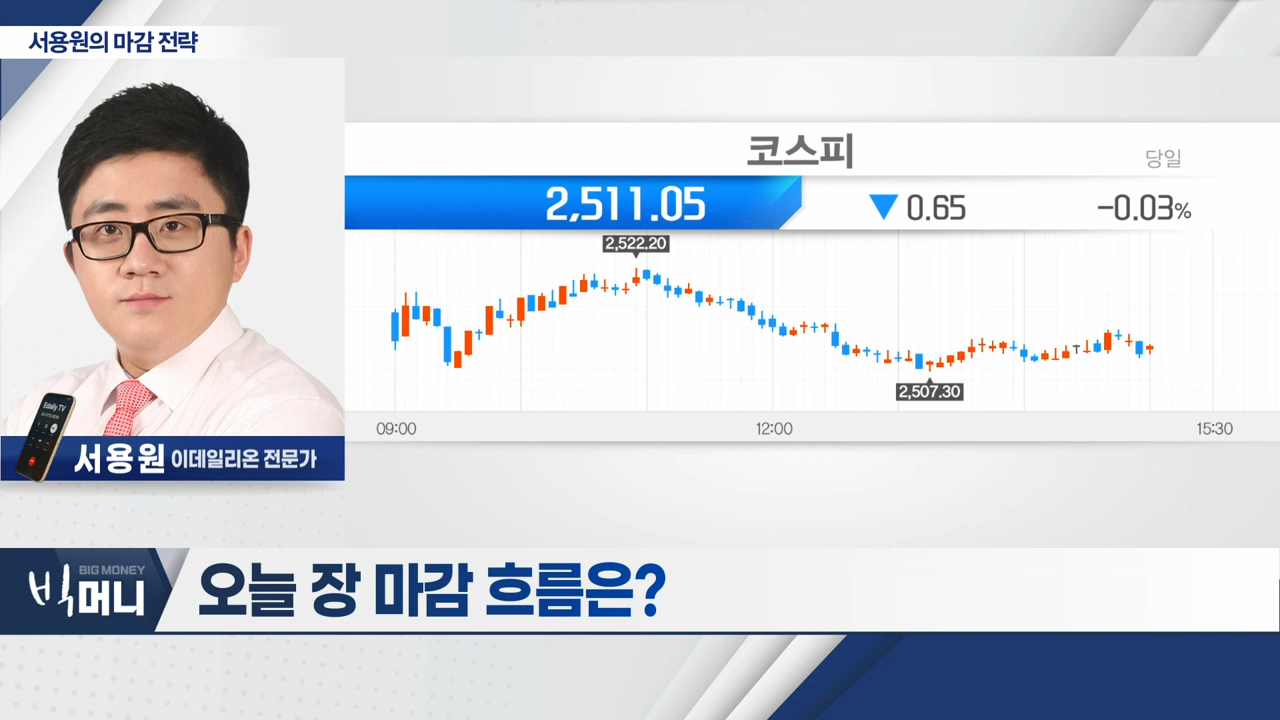 서용원의 마감 전략
코스피
당일
2,511.05
▼ 0.65
-0.03%
2,522.20
2,507.30
09:00
12:00
15:30
Edaily TV
서용원 이데일리온 전문가
BIG MONEY
빅머니
오늘 장 마감 흐름은?